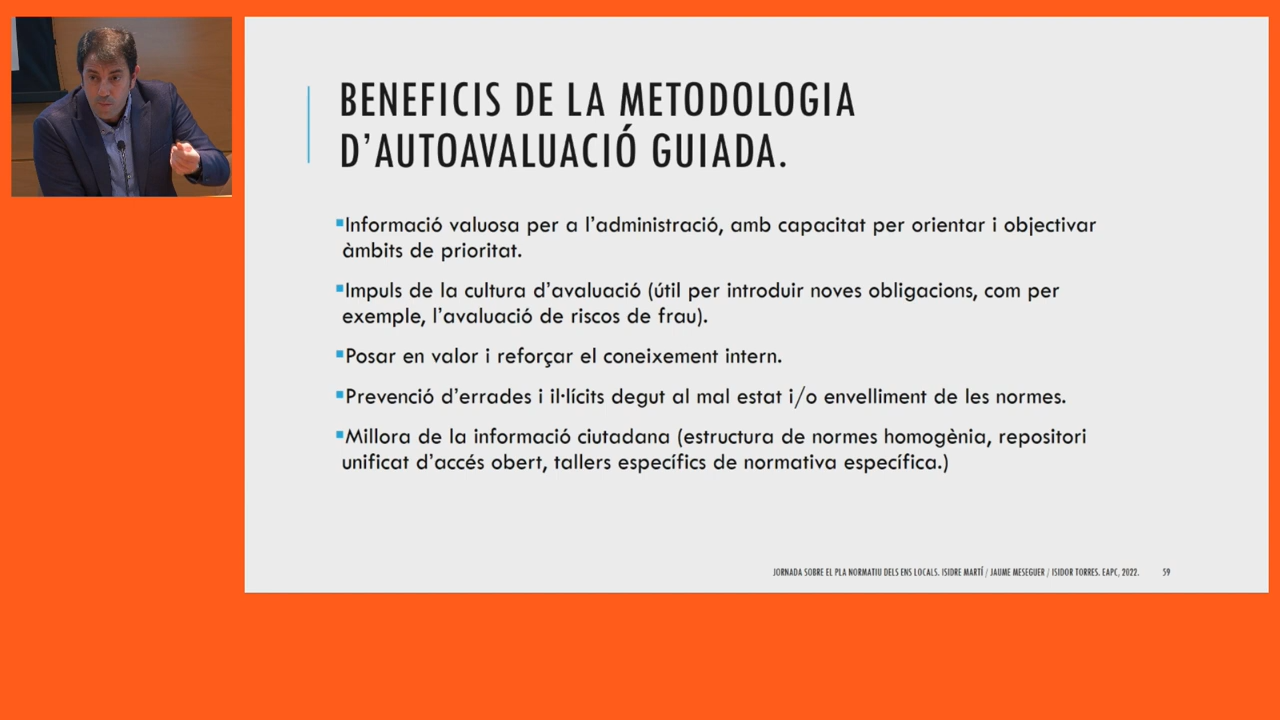 BENEFICIS DE LA METODOLOGIA
D'AUTOAVALUACIÓ GUIADA.
▪Informació valuosa per a l'administració, amb capacitat per orientar i objectivar
àmbits de prioritat.
▪Impuls de la cultura d'avaluació (útil per introduir noves obligacions, com per
exemple, l'avaluació de riscos de frau).
▪Posar en valor i reforçar el coneixement intern.
▪Prevenció d'errades i il·lícits degut al mal estat i/o envelliment de les normes.
▪Millora de la informació ciutadana (estructura de normes homogènia, repositori
unificat d'accés obert, tallers específics de normativa específica.)
JORNADA SOBRE EL PLA NORMATIU DELS ENS LOCALS. ISIDRE MARTÍ / JAUME MESEGUER / ISIDOR TORRES. EAPC, 2022. 59